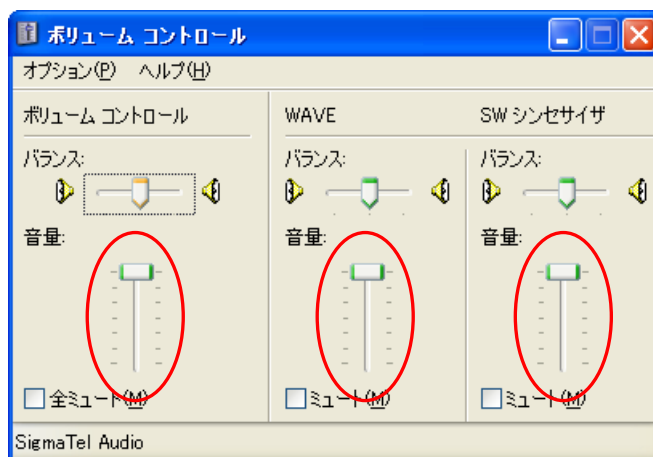 ボリューム コントロール
オプション(P) ヘルプ(H)
ボリューム コントロール
WAVE
SW シンセサイザ
バランス:
バランス:
バランス:
音量:
音量:
音量:
全ミュート(M)
ミュート(M)
ミュート(M)
SigmaTel Audio